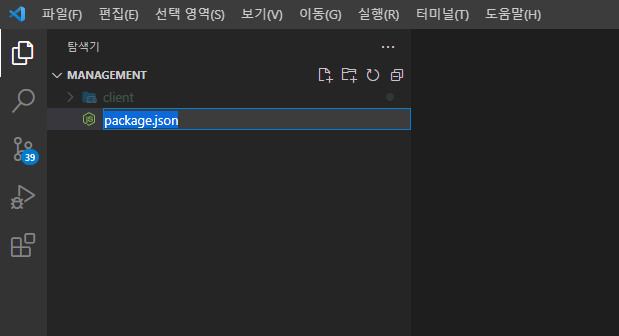 파일(F) 편집(E) 선택 영역(S) 보기(V) 이동(G) 실행(R) 터미널(T) 도움말(H)
탐색기
MANAGEMENT
client
package.json
39